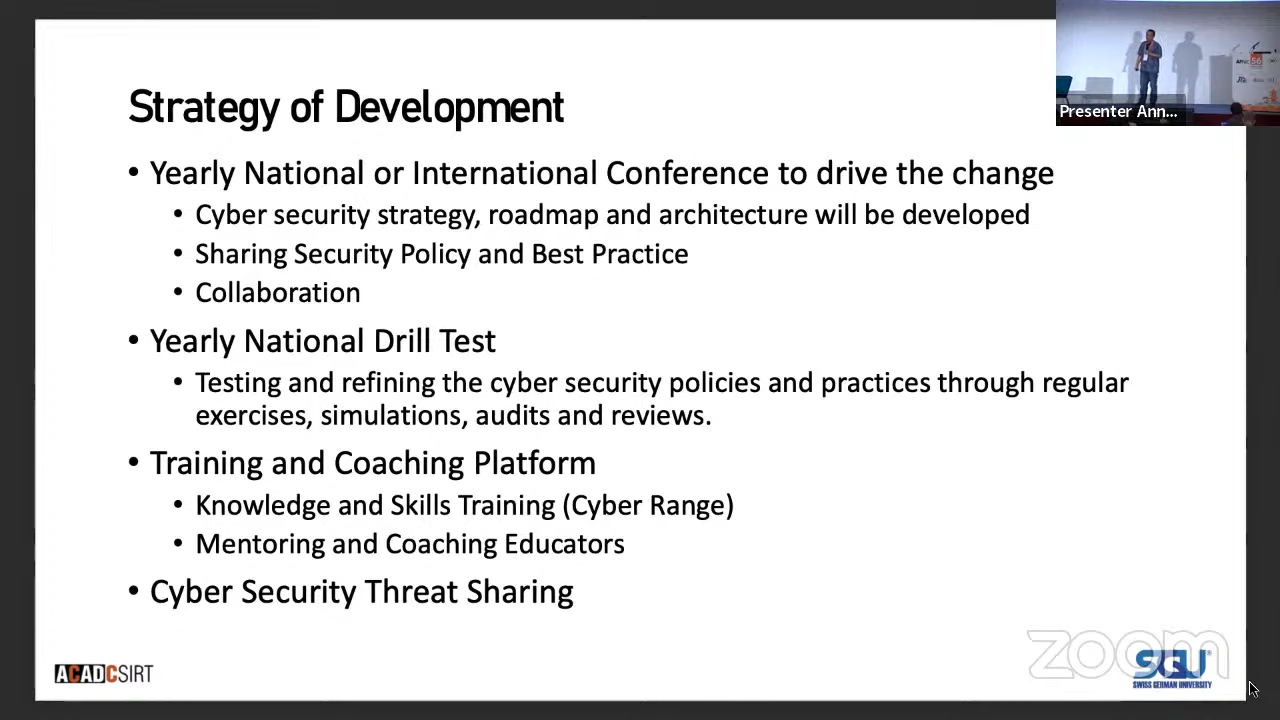 Strategy of Development
• Yearly National or International Conference to drive the change
• Cyber security strategy, roadmap and architecture will be developed
• Sharing Security Policy and Best Practice
• Collaboration
• Yearly National Drill Test
• Testing and refining the cyber security policies and practices through regular
exercises, simulations, audits and reviews.
• Training and Coaching Platform
• Knowledge and Skills Training (Cyber Range)
• Mentoring and Coaching Educators
• Cyber Security Threat Sharing
Presenter Ann...
56
ACADCSIRT
zoom
SGU
SWISS GERMAN UNIVERSITY